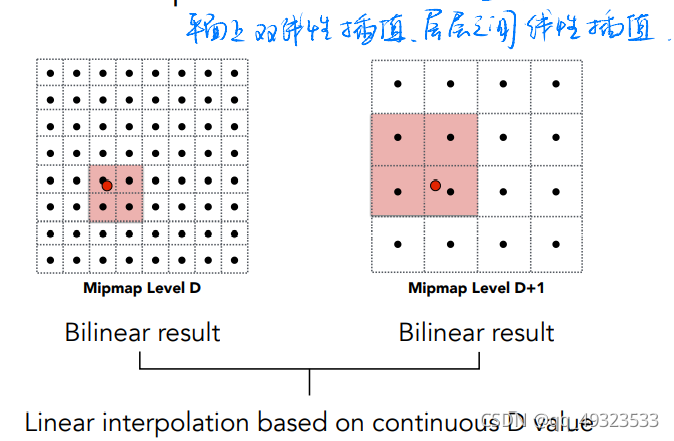 平面上双线性插值、层层之间线性插值.
Mipmap Level D
Mipmap Level D+1
Bilinear result
Bilinear result
Linear interpolation based on continuous D value
CSDN @qq_49323533